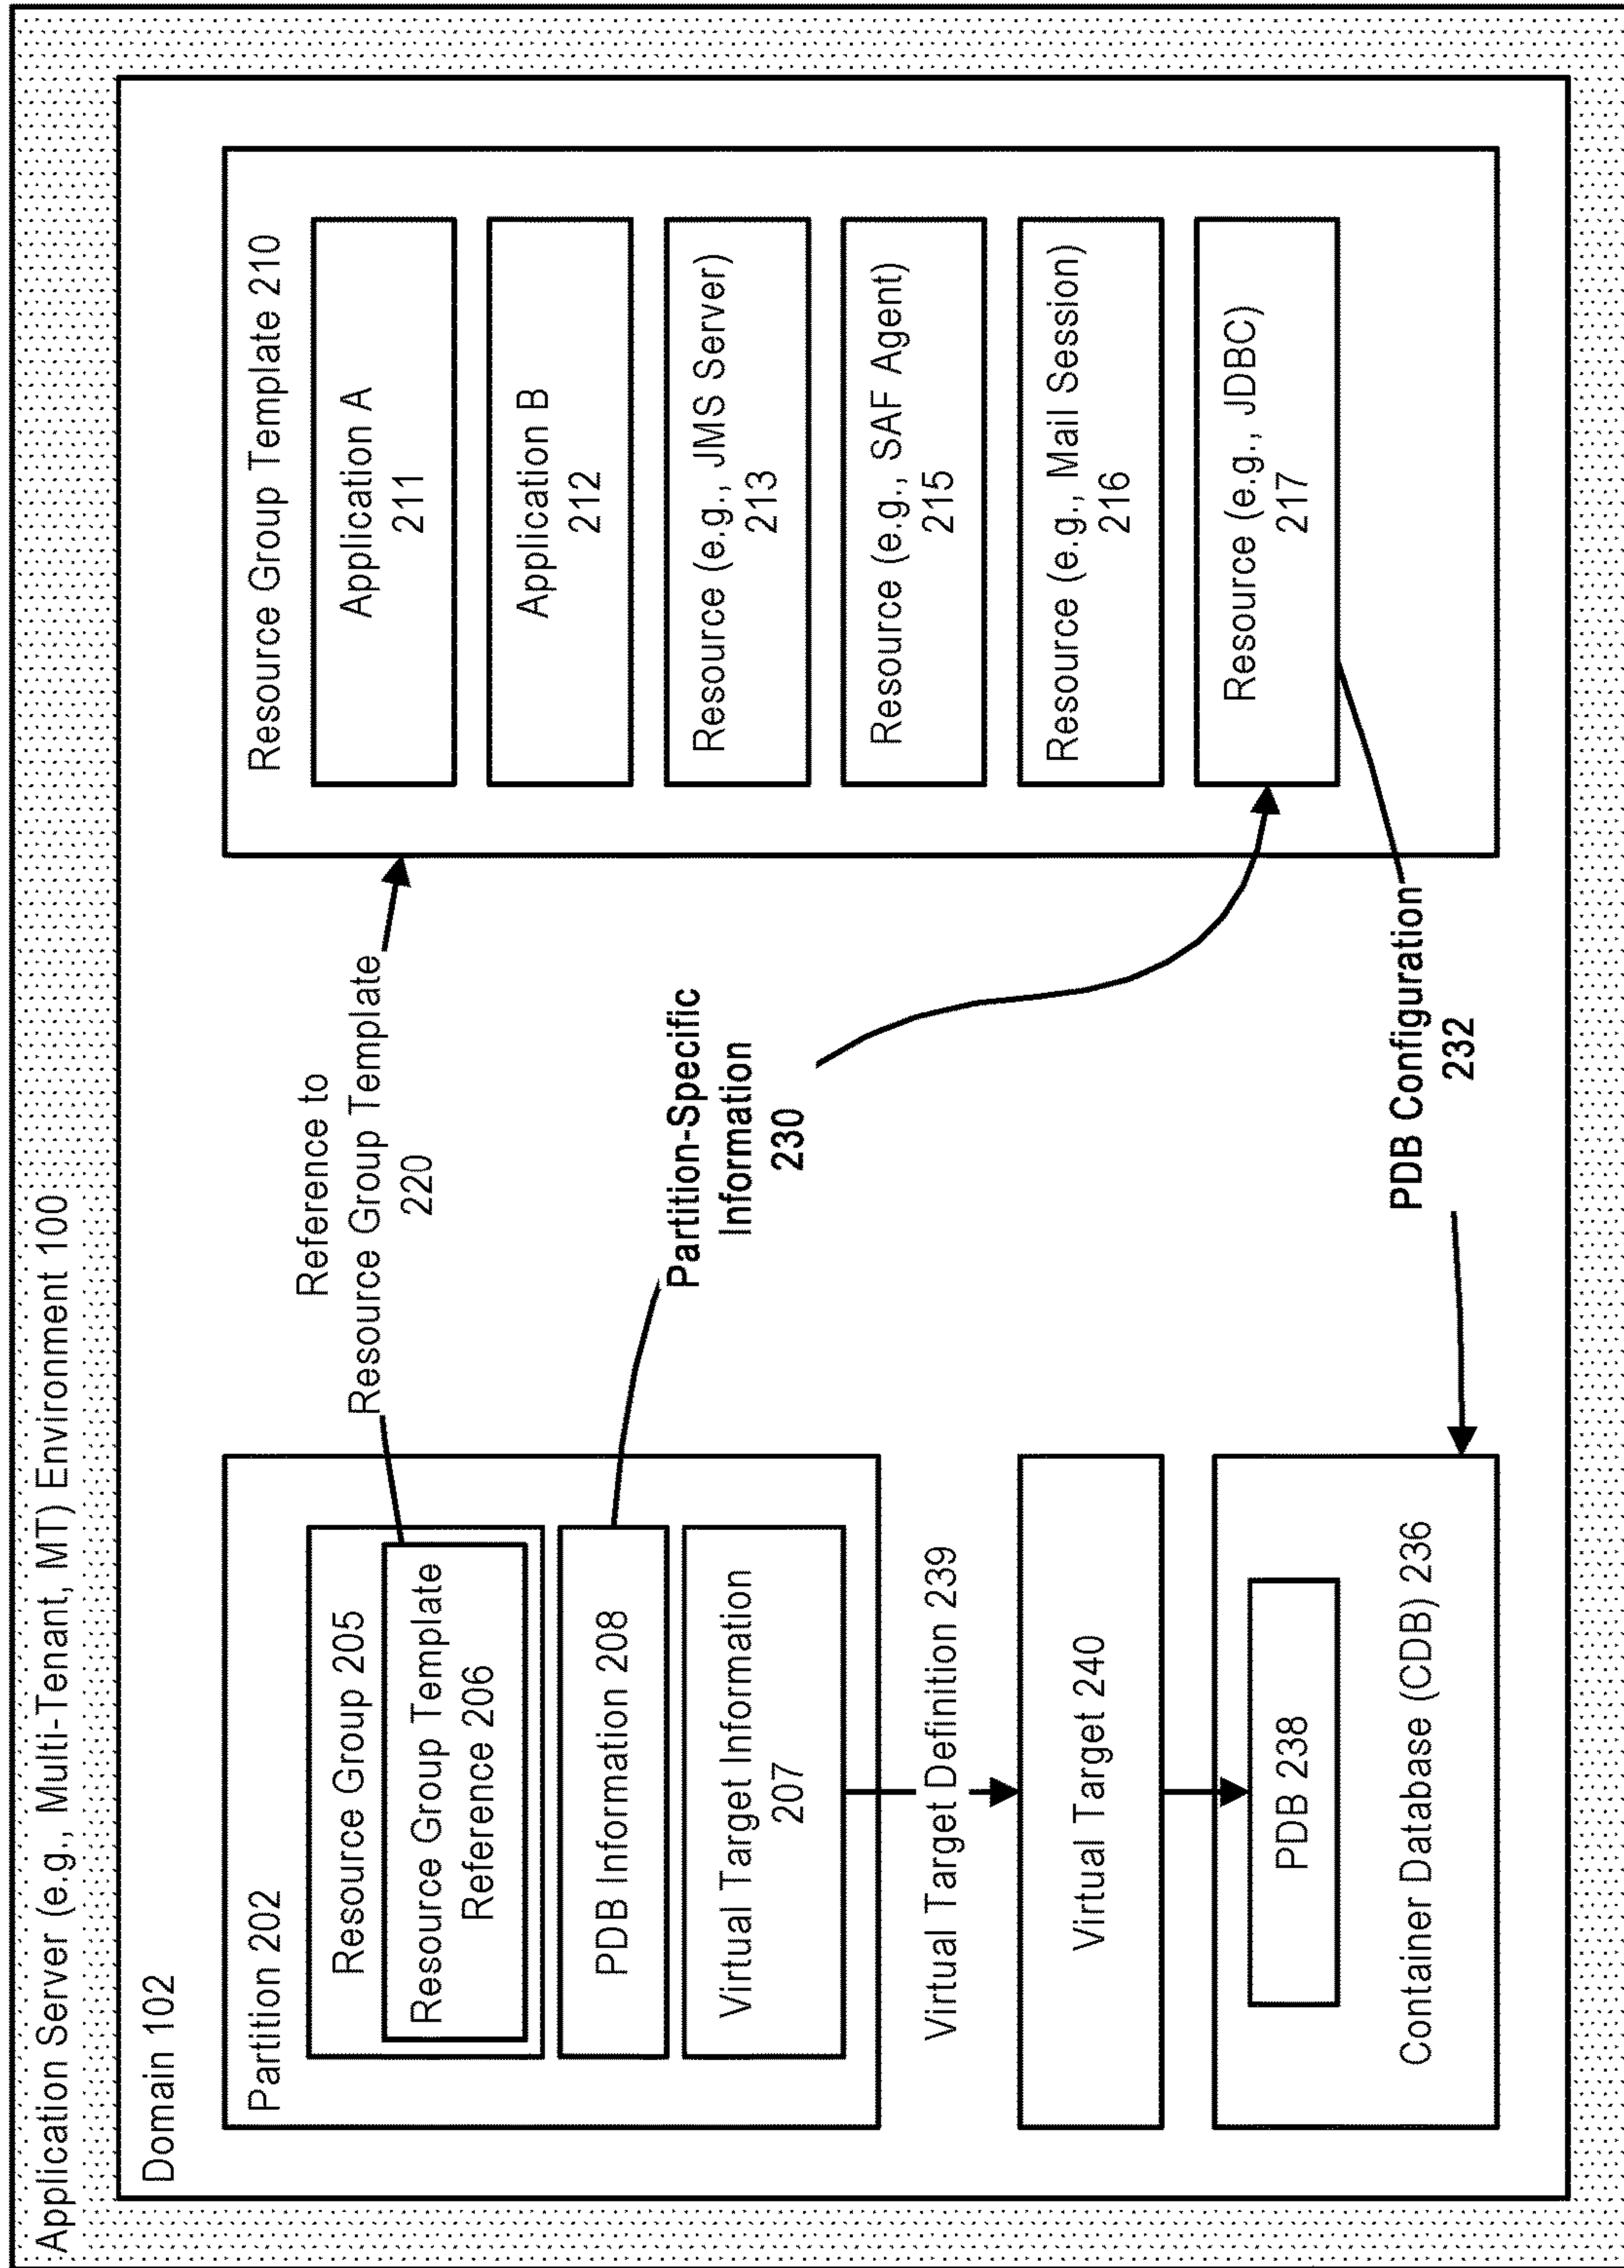 Application Server (e.g., Multi-Tenant, MT) Environment 100
Domain 102
Partition 202
Resource Group 205
Resource Group Template
Reference 206
PDB Information 208
Virtual Target Information
207
Virtual Target Definition 239
Virtual Target 240
PDB 238
Container Database (CDB) 236
Reference to
Resource Group Template
220
Partition-Specific
Information
230
PDB Configuration
232
Resource Group Template 210
Application A
211
Application B
212
Resource (e.g., JMS Server)
213
Resource (e.g., SAF Agent)
215
Resource (e.g., Mail Session)
216
Resource (e.g., JDBC)
217